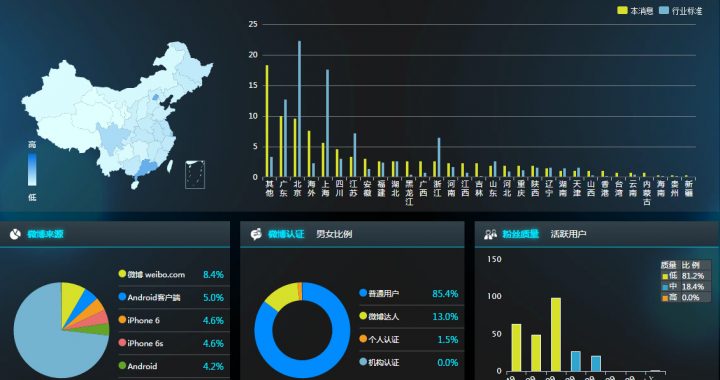 本消息 行业标准
25
20
15
10
5
0
其他 广东 北京 海外 上海 四川 江苏 安徽 福建 湖北 黑龙江 广西 浙江 河南 江西 吉林 山东 河北 重庆 陕西 辽宁 湖南 天津 山西 香港 台湾 云南 内蒙古 海南 贵州 新疆
高
低
微博来源
微博 weibo.com 8.4%
Android客户端 5.0%
iPhone 6 4.6%
iPhone 6s 4.6%
Android 4.2%
微博认证 男女比例
普通用户 85.4%
微博达人 13.0%
个人认证 1.5%
机构认证 0.0%
粉丝质量 活跃用户
质量 比例
低 81.2%
中 18.4%
高 0.0%
150
100
50
0